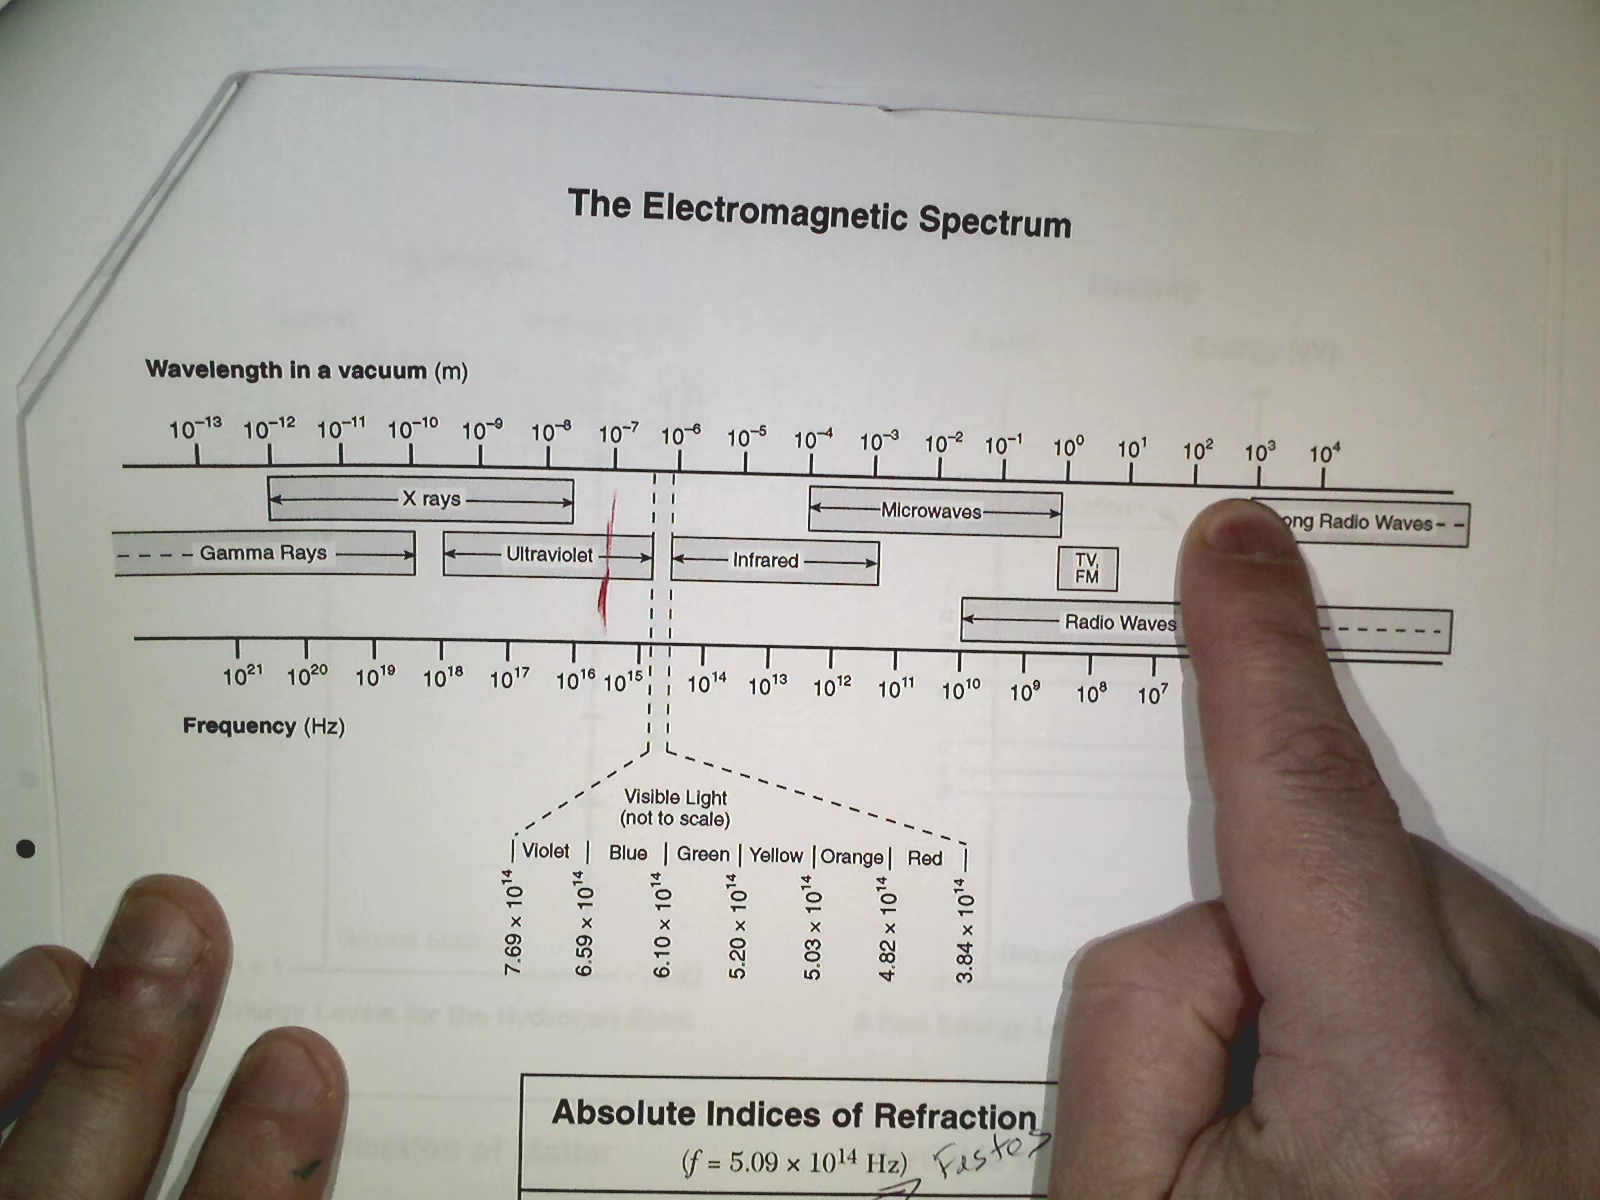 The Electromagnetic Spectrum
Wavelength in a vacuum (m)
10⁻¹³ 10⁻¹² 10⁻¹¹ 10⁻¹⁰ 10⁻⁹ 10⁻⁸ 10⁻⁷ 10⁻⁶ 10⁻⁵ 10⁻⁴ 10⁻³ 10⁻² 10⁻¹ 10⁰ 10¹ 10² 10³ 10⁴
X rays Microwaves ong Radio Waves
Gamma Rays Ultraviolet Infrared TV,
FM
Radio Waves
10²¹ 10²⁰ 10¹⁹ 10¹⁸ 10¹⁷ 10¹⁶ 10¹⁵ 10¹⁴ 10¹³ 10¹² 10¹¹ 10¹⁰ 10⁹ 10⁸ 10⁷
Frequency (Hz)
Visible Light
(not to scale)
Violet Blue Green Yellow Orange Red
7.69 × 10¹⁴ 6.59 × 10¹⁴ 6.10 × 10¹⁴ 5.20 × 10¹⁴ 5.03 × 10¹⁴ 4.82 × 10¹⁴ 3.84 × 10¹⁴
Absolute Indices of Refraction
(f = 5.09 × 10¹⁴ Hz)